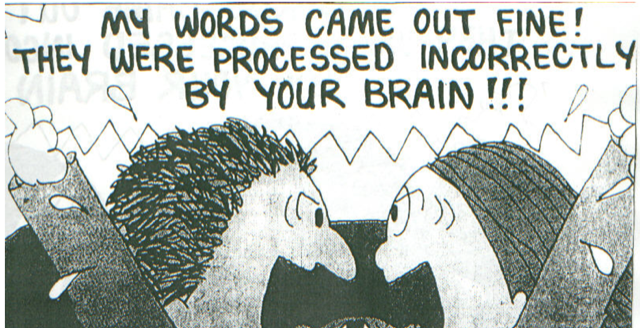 MY WORDS CAME OUT FINE!
THEY WERE PROCESSED INCORRECTLY
BY YOUR BRAIN!!!